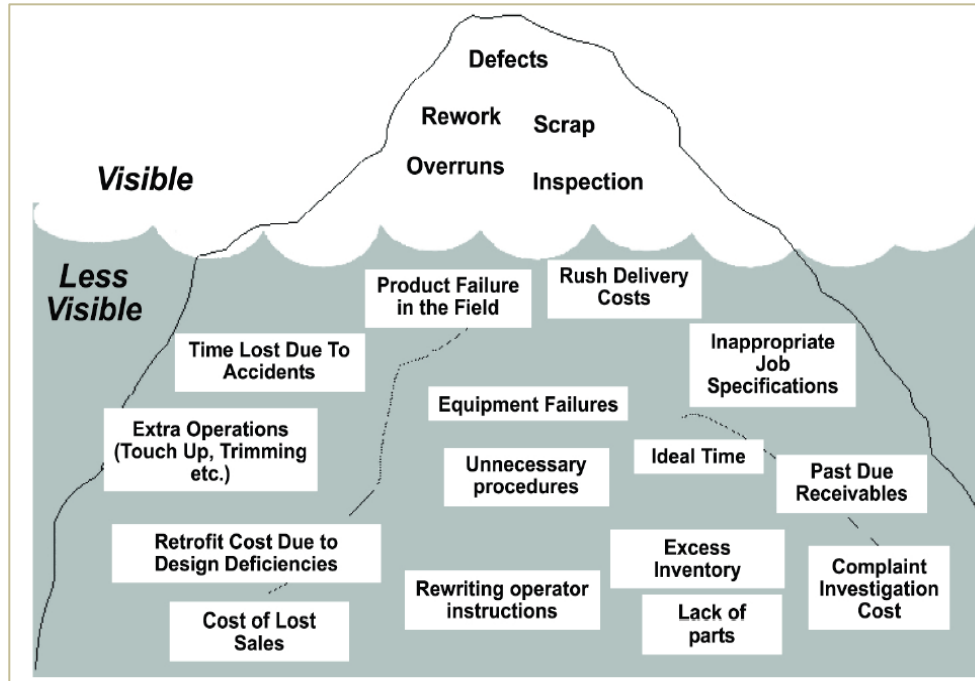 Defects
Rework
Scrap
Overruns
Inspection
Visible
Less
Visible
Product Failure
in the Field
Rush Delivery
Costs
Time Lost Due To
Accidents
Inappropriate
Job
Specifications
Equipment Failures
Extra Operations
(Touch Up, Trimming
etc.)
Ideal Time
Unnecessary
procedures
Past Due
Receivables
Retrofit Cost Due to
Design Deficiencies
Excess
Inventory
Complaint
Investigation
Cost
Rewriting operator
instructions
Lack of
parts
Cost of Lost
Sales